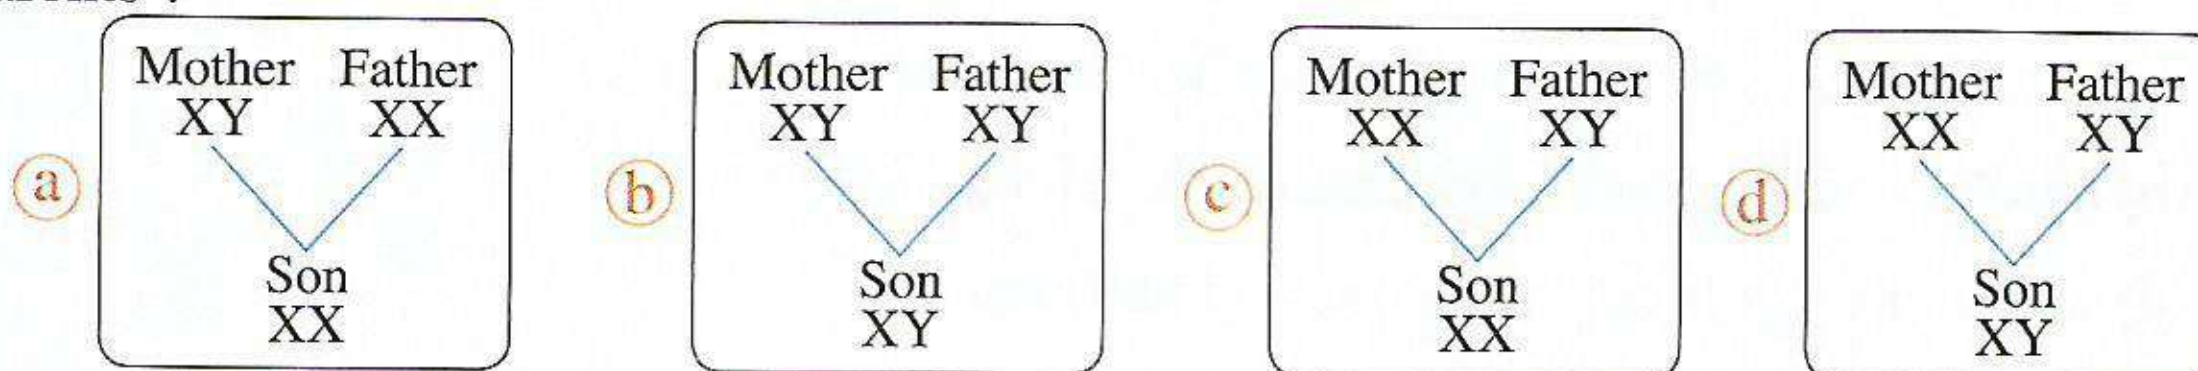 a
Mother Father
XY XX
Son
XX
b
Mother Father
XY XY
Son
XY
c
Mother Father
XX XY
Son
XX
d
Mother Father
XX XY
Son
XY